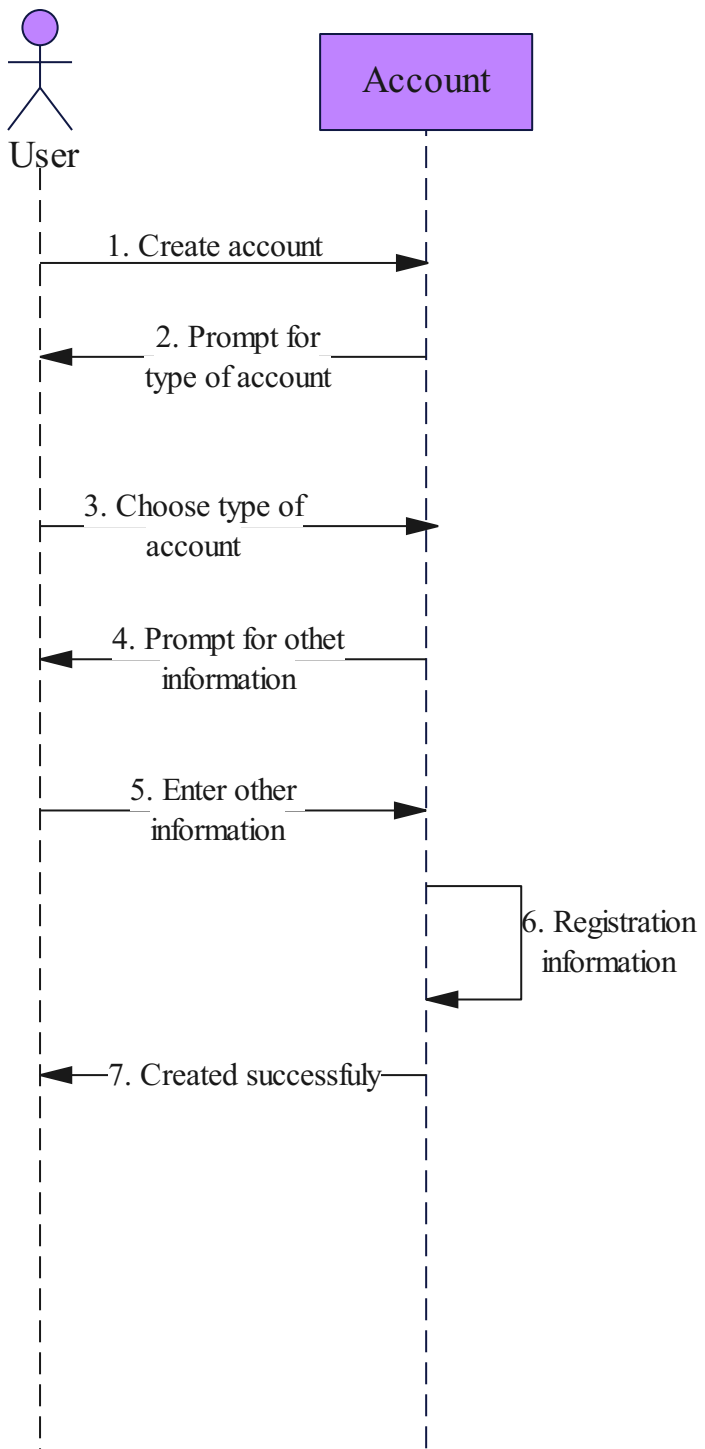 Account
User
1. Create account
2. Prompt for
type of account
3. Choose type of
account
4. Prompt for othet
information
5. Enter other
information
6. Registration
information
7. Created successfuly